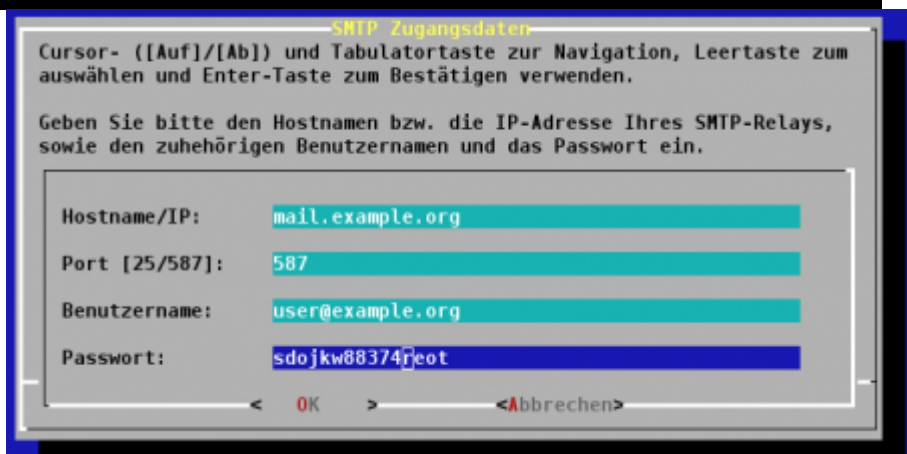 SMTP Zugangsdaten
Cursor- ([Auf]/[Ab]) und Tabulatortaste zur Navigation, Leertaste zum
auswählen und Enter-Taste zum Bestätigen verwenden.
Geben Sie bitte den Hostnamen bzw. die IP-Adresse Ihres SMTP-Relays,
sowie den zuhehörigen Benutzernamen und das Passwort ein.
Hostname/IP: mail.example.org
Port [25/587]: 587
Benutzername: user@example.org
Passwort: sdojkw88374reot
< OK > <Abbrechen>